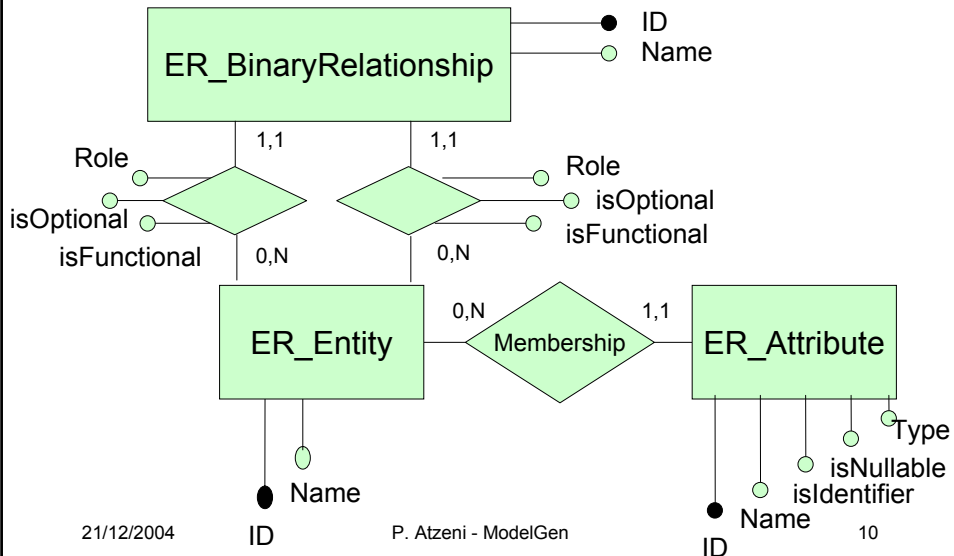 ER_BinaryRelationship
ID
Name
1,1
1,1
Role
Role
isOptional
isOptional
isFunctional
isFunctional
0,N
0,N
0,N
1,1
ER_Entity
Membership
ER_Attribute
Type
isNullable
isIdentifier
Name
Name
ID
ID
21/12/2004
P. Atzeni - ModelGen
10